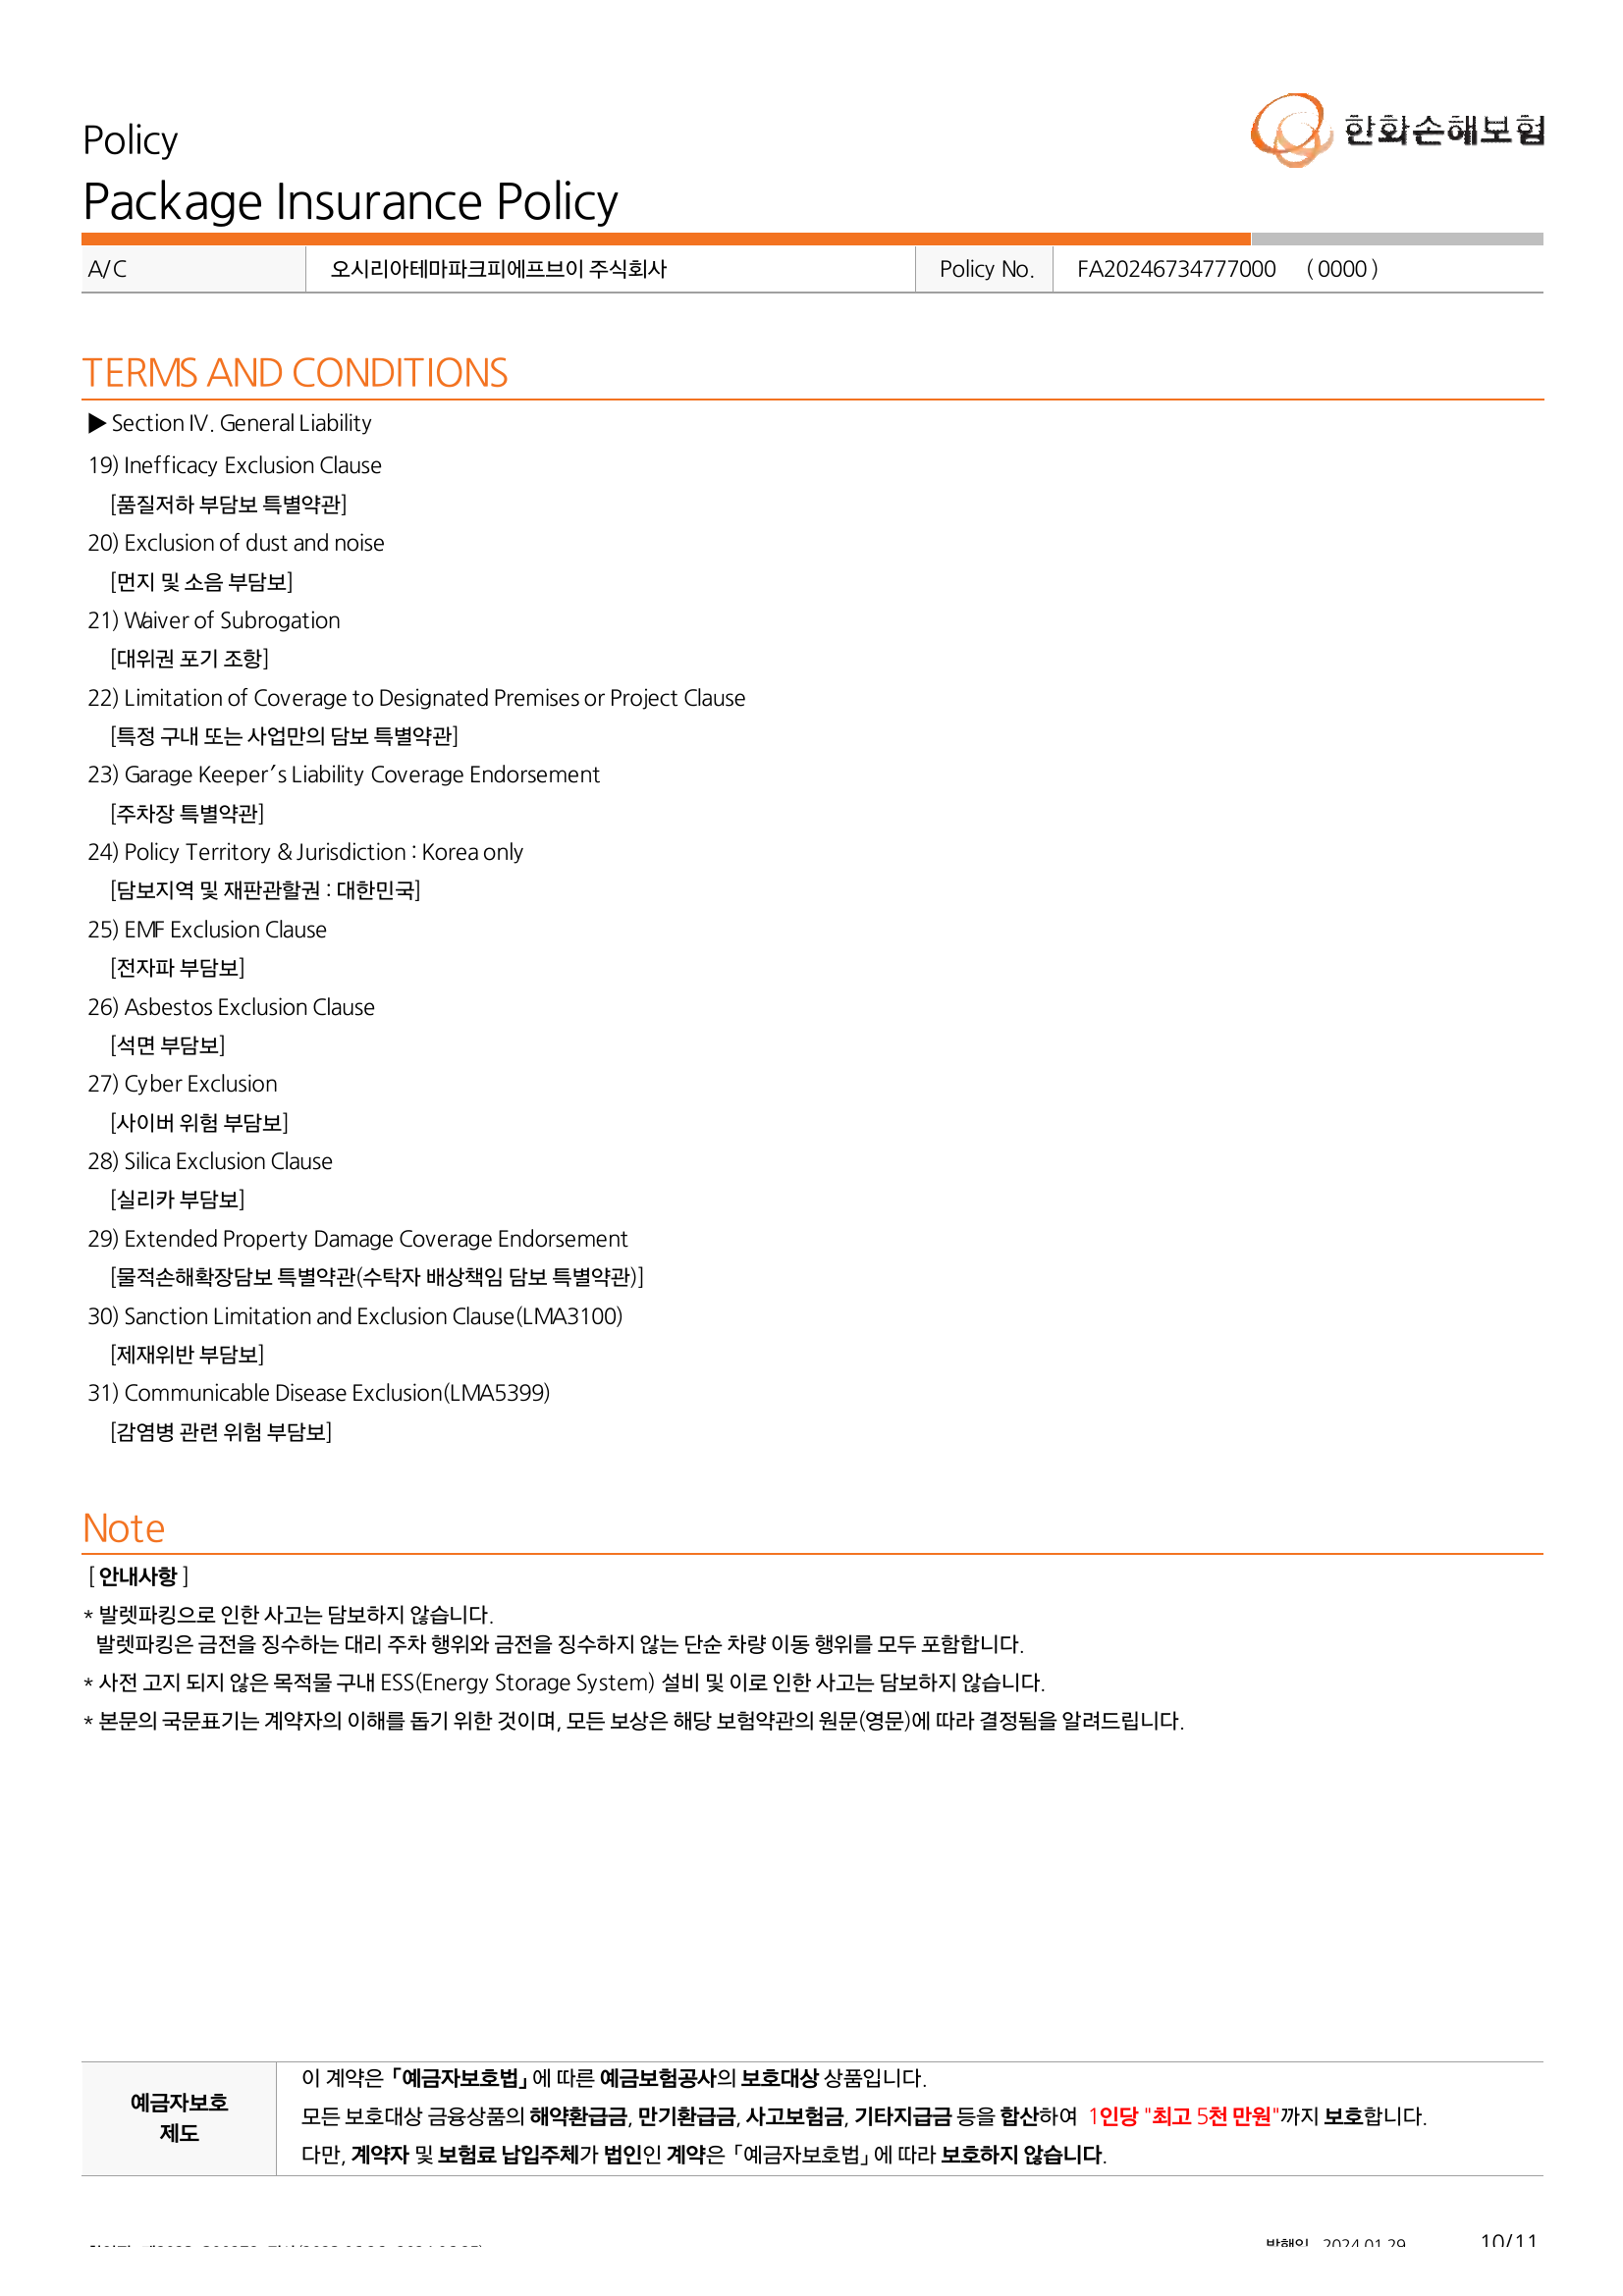 Policy
한화손해보험
Package Insurance Policy
A/C 오시리아테마파크피에프브이 주식회사 Policy No. FA20246734777000 ( 0000 )
TERMS AND CONDITIONS
▶ Section IV. General Liability
19) Inefficacy Exclusion Clause
[품질저하 부담보 특별약관]
20) Exclusion of dust and noise
[먼지 및 소음 부담보]
21) Waiver of Subrogation
[대위권 포기 조항]
22) Limitation of Coverage to Designated Premises or Project Clause
[특정 구내 또는 사업만의 담보 특별약관]
23) Garage Keeper′s Liability Coverage Endorsement
[주차장 특별약관]
24) Policy Territory & Jurisdiction : Korea only
[담보지역 및 재판관할권 : 대한민국]
25) EMF Exclusion Clause
[전자파 부담보]
26) Asbestos Exclusion Clause
[석면 부담보]
27) Cyber Exclusion
[사이버 위험 부담보]
28) Silica Exclusion Clause
[실리카 부담보]
29) Extended Property Damage Coverage Endorsement
[물적손해확장담보 특별약관(수탁자 배상책임 담보 특별약관)]
30) Sanction Limitation and Exclusion Clause(LMA3100)
[제재위반 부담보]
31) Communicable Disease Exclusion(LMA5399)
[감염병 관련 위험 부담보]
Note
[ 안내사항 ]
* 발렛파킹으로 인한 사고는 담보하지 않습니다.
발렛파킹은 금전을 징수하는 대리 주차 행위와 금전을 징수하지 않는 단순 차량 이동 행위를 모두 포함합니다.
* 사전 고지 되지 않은 목적물 구내 ESS(Energy Storage System) 설비 및 이로 인한 사고는 담보하지 않습니다.
* 본문의 국문표기는 계약자의 이해를 돕기 위한 것이며, 모든 보상은 해당 보험약관의 원문(영문)에 따라 결정됨을 알려드립니다.
예금자보호
제도
이 계약은 「예금자보호법」에 따른 예금보험공사의 보호대상 상품입니다.
모든 보호대상 금융상품의 해약환급금, 만기환급금, 사고보험금, 기타지급금 등을 합산하여 1인당 "최고 5천 만원"까지 보호합니다.
다만, 계약자 및 보험료 납입주체가 법인인 계약은 「예금자보호법」에 따라 보호하지 않습니다.
발행일 2024.01.29 10/11